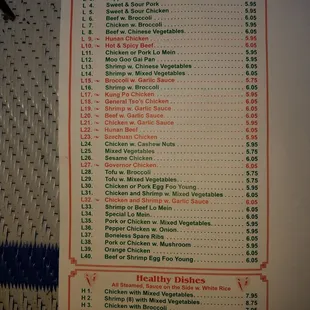 L 4. Sweet & Sour Pork 5.95
L 5. Sweet & Sour Chicken 5.95
L 6. Beef w. Broccoli 6.05
L 7. Chicken w. Broccoli 5.95
L 8. Beef w. Chinese Vegetables 6.05
L 9. Hunan Chicken 5.95
L10. Hot & Spicy Beef 6.05
L11. Chicken or Pork Lo Mein 5.95
L12. Moo Goo Gai Pan 5.95
L13. Shrimp w. Chinese Vegetables 6.05
L14. Shrimp w. Mixed Vegetables 6.05
L15. Broccoli w. Garlic Sauce 5.75
L16. Shrimp w. Broccoli 6.05
L17. Kung Po Chicken 5.95
L18. General Tso's Chicken 6.05
L19. Shrimp w. Garlic Sauce 6.05
L20. Beef w. Garlic Sauce 6.05
L21. Chicken w. Garlic Sauce 5.95
L22. Hunan Beef 6.05
L23. Szechuan Chicken 5.95
L24. Chicken w. Cashew Nuts 5.95
L25. Mixed Vegetables 5.75
L26. Sesame Chicken 6.05
L27. Governor Chicken 5.95
L28. Tofu w. Broccoli 5.75
L29. Tofu w. Mixed Vegetables 5.75
L30. Chicken or Pork Egg Foo Young 5.95
L31. Chicken and Shrimp w. Mixed Vegetables 6.05
L32. Chicken and Shrimp w. Garlic Sauce 6.05
L33. Shrimp or Beef Lo Mein 6.05
L34. Special Lo Mein 6.05
L35. Pork or Chicken w. Mixed Vegetables 5.95
L36. Pepper Chicken w. Onion 5.95
L37. Boneless Spare Ribs 6.05
L38. Pork or Chicken w. Mushroom 5.95
L39. Orange Chicken 6.05
L40. Beef or Shrimp Egg Foo Young 6.05
Healthy Dishes
All Steamed, Sauce on the Side w. White Rice
H 1. Chicken with Mixed Vegetables 7.95
H 2. Shrimp (8) with Mixed Vegetables 8.75
H 3. Chicken with Broccoli